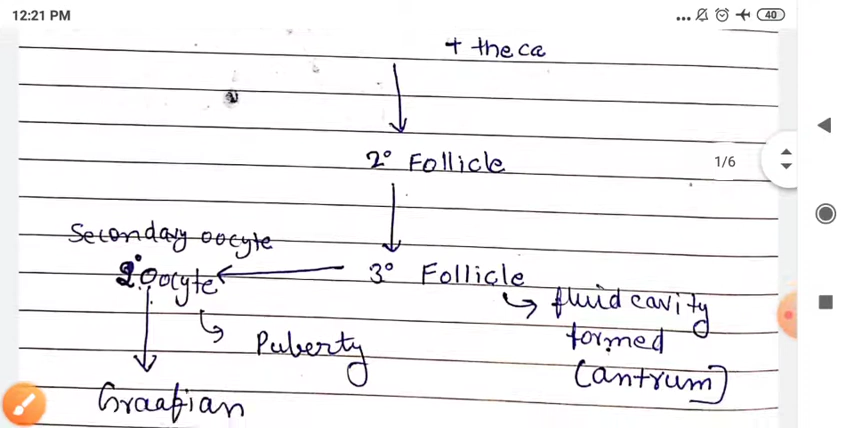 12:21 PM
... 40
+ theca
2° Follicle
1/6
Secondary oocyte
2° Oocyte
3° Follicle
fluid cavity
formed
(antrum)
Puberty
Graafian